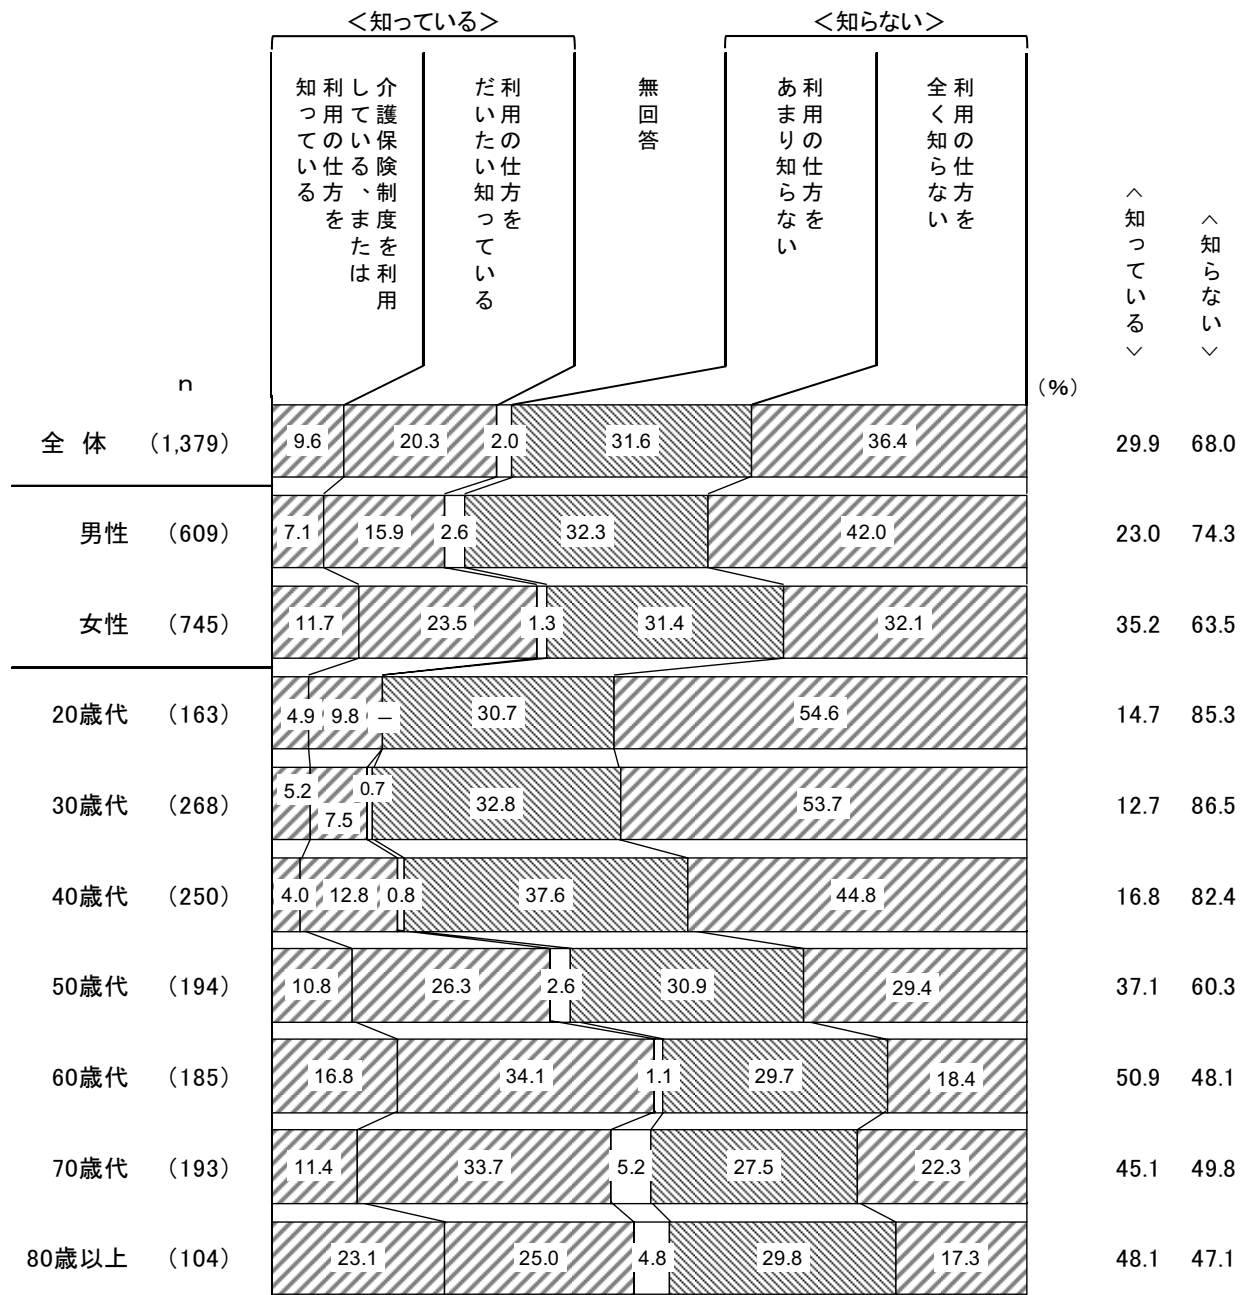 ＜知っている＞
＜知らない＞
介護保険制度を利用
している、または
利用の仕方を
知っている
利用の仕方を
だいたい知っている
無回答
利用の仕方を
あまり知らない
利用の仕方を
全く知らない
＜知っている＞
＜知らない＞
n
(%)
全 体 (1,379) 9.6 20.3 2.0 31.6 36.4 29.9 68.0
男性 (609) 7.1 15.9 2.6 32.3 42.0 23.0 74.3
女性 (745) 11.7 23.5 1.3 31.4 32.1 35.2 63.5
20歳代 (163) 4.9 9.8 － 30.7 54.6 14.7 85.3
30歳代 (268) 5.2 7.5 0.7 32.8 53.7 12.7 86.5
40歳代 (250) 4.0 12.8 0.8 37.6 44.8 16.8 82.4
50歳代 (194) 10.8 26.3 2.6 30.9 29.4 37.1 60.3
60歳代 (185) 16.8 34.1 1.1 29.7 18.4 50.9 48.1
70歳代 (193) 11.4 33.7 5.2 27.5 22.3 45.1 49.8
80歳以上 (104) 23.1 25.0 4.8 29.8 17.3 48.1 47.1